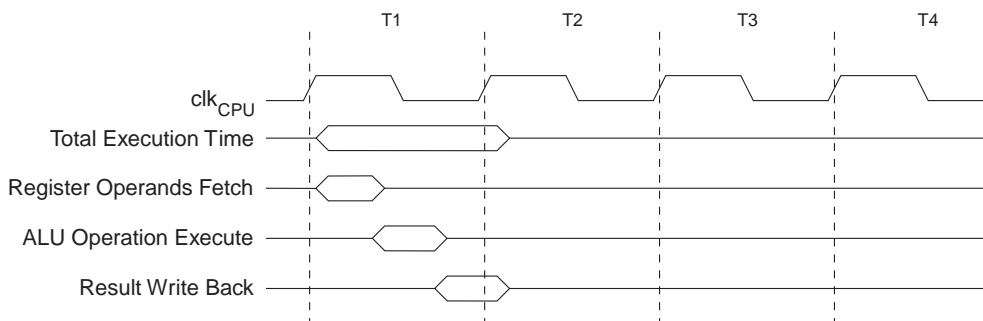 T1 T2 T3 T4
clkCPU
Total Execution Time
Register Operands Fetch
ALU Operation Execute
Result Write Back